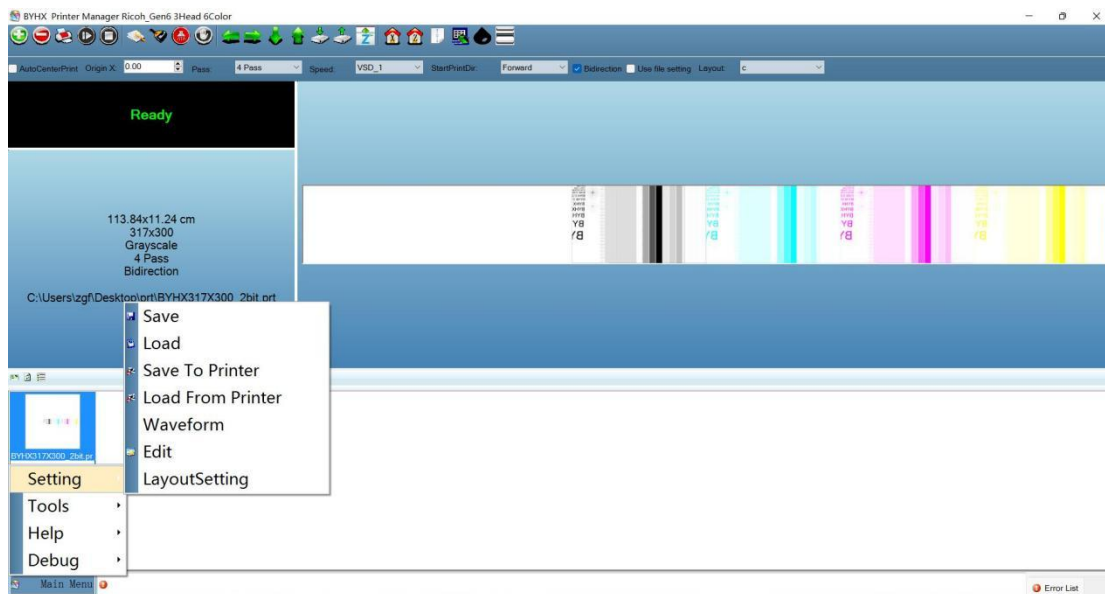 BYHX Printer Manager Ricoh_Gen6 3Head 6Color
AutoCenterPrint Origin X: 0.00 Pass: 4 Pass Speed: VSD_1 StartPrintDir: Forward Bidirection Use file setting Layout: c
Ready
113.84x11.24 cm
317x300
Grayscale
4 Pass
Bidirection
C:\Users\zgf\Desktop\prt\BYHX317X300_2bit.prt
Save
Load
Save To Printer
Load From Printer
Waveform
Edit
LayoutSetting
BYHX317X300_2bit.pr
Setting
Tools
Help
Debug
Main Menu
Error List